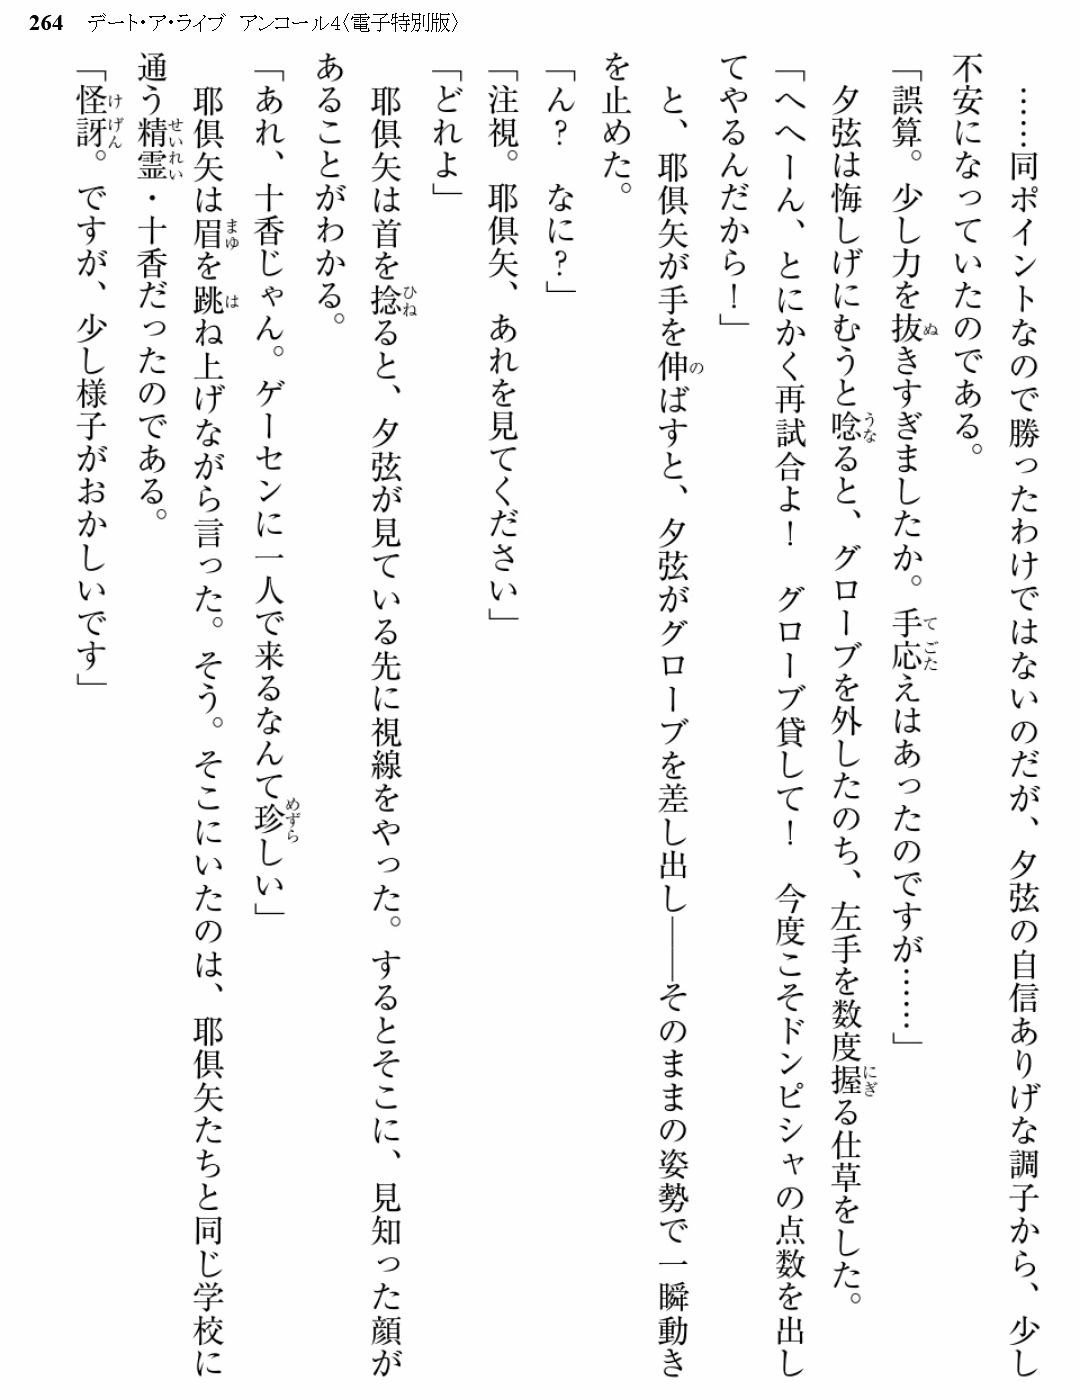 264 デート・ア・ライブ アンコール4〈電子特別版〉
……同ポイントなので勝ったわけではないのだが、夕弦の自信ありげな調子から、少し
不安になっていたのである。
「誤算。少し力を抜きすぎましたか。手応えはあったのですが……」
夕弦は悔しげにむうと唸ると、グローブを外したのち、左手を数度握る仕草をした。
「へへーん、とにかく再試合よ！ グローブ貸して！ 今度こそドンピシャの点数を出し
てやるんだから！」
と、耶倶矢が手を伸ばすと、夕弦がグローブを差し出し――そのままの姿勢で一瞬動き
を止めた。
「ん？ なに？」
「注視。耶倶矢、あれを見てください」
「どれよ」
耶倶矢は首を捻ると、夕弦が見ている先に視線をやった。するとそこに、見知った顔が
あることがわかる。
「あれ、十香じゃん。ゲーセンに一人で来るなんて珍しい」
耶倶矢は眉を跳ね上げながら言った。そう。そこにいたのは、耶倶矢たちと同じ学校に
通う精霊・十香だったのである。
「怪訝。ですが、少し様子がおかしいです」